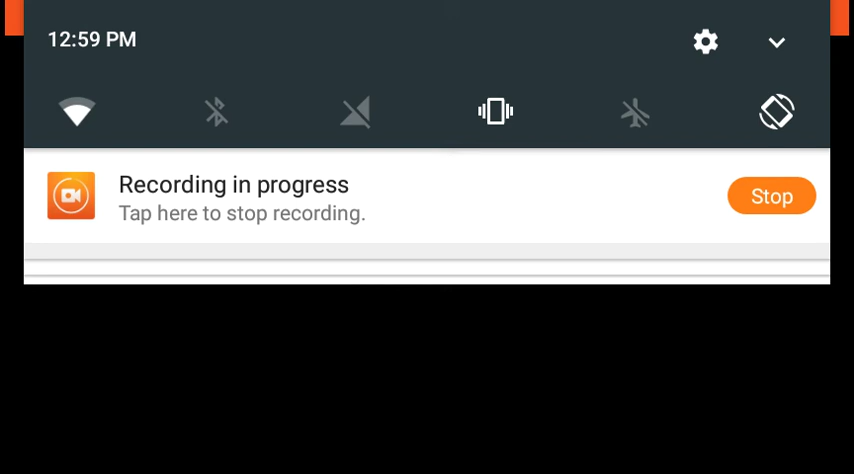 12:59 PM
Recording in progress
Tap here to stop recording.
Stop